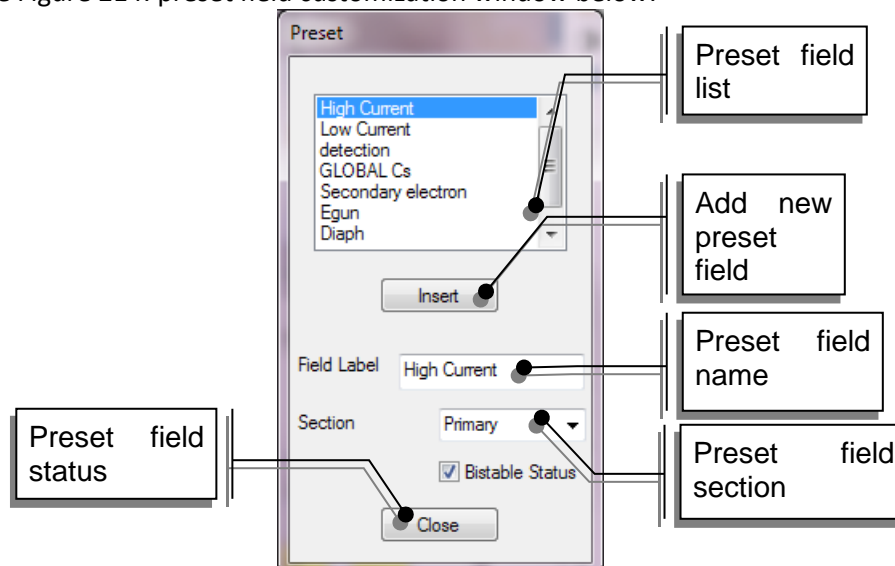 Figure preset field customization window below
Preset
High Current
Low Current
detection
GLOBAL Cs
Secondary electron
Egun
Diaph
Insert
Field Label High Current
Section Primary
Bistable Status
Close
Preset field
list
Add new
preset
field
Preset field
name
Preset field
section
Preset field
status